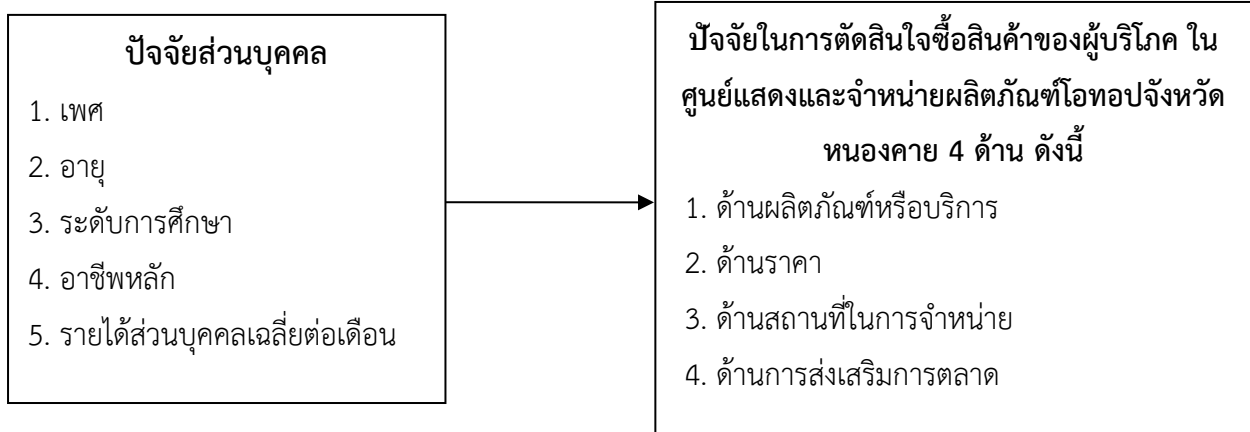 ปัจจัยส่วนบุคคล
1. เพศ
2. อายุ
3. ระดับการศึกษา
4. อาชีพหลัก
5. รายได้ส่วนบุคคลเฉลี่ยต่อเดือน
ปัจจัยในการตัดสินใจซื้อสินค้าของผู้บริโภค ใน
ศูนย์แสดงและจำหน่ายผลิตภัณฑ์โอทอปจังหวัด
หนองคาย 4 ด้าน ดังนี้
1. ด้านผลิตภัณฑ์หรือบริการ
2. ด้านราคา
3. ด้านสถานที่ในการจำหน่าย
4. ด้านการส่งเสริมการตลาด